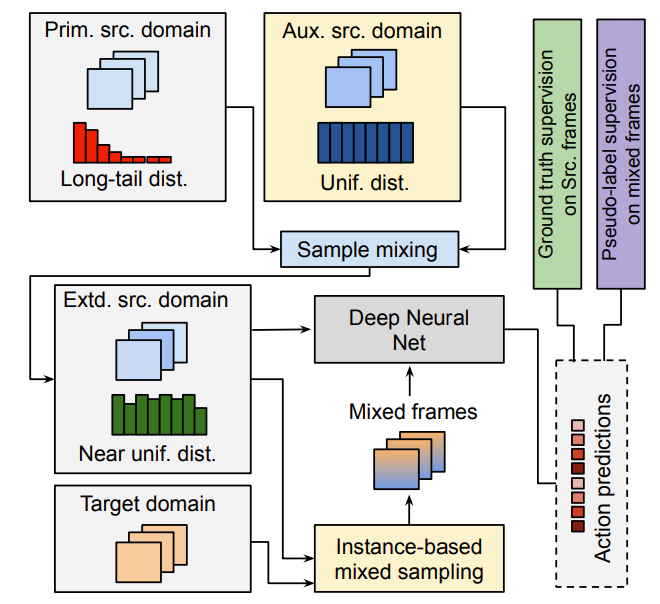 Prim. src. domain
Long-tail dist.
Aux. src. domain
Unif. dist.
Ground truth supervision
on Src. frames
Pseudo-label supervision
on mixed frames
Sample mixing
Extd. src. domain
Near unif. dist.
Deep Neural
Net
Mixed frames
Target domain
Instance-based
mixed sampling
Action predictions